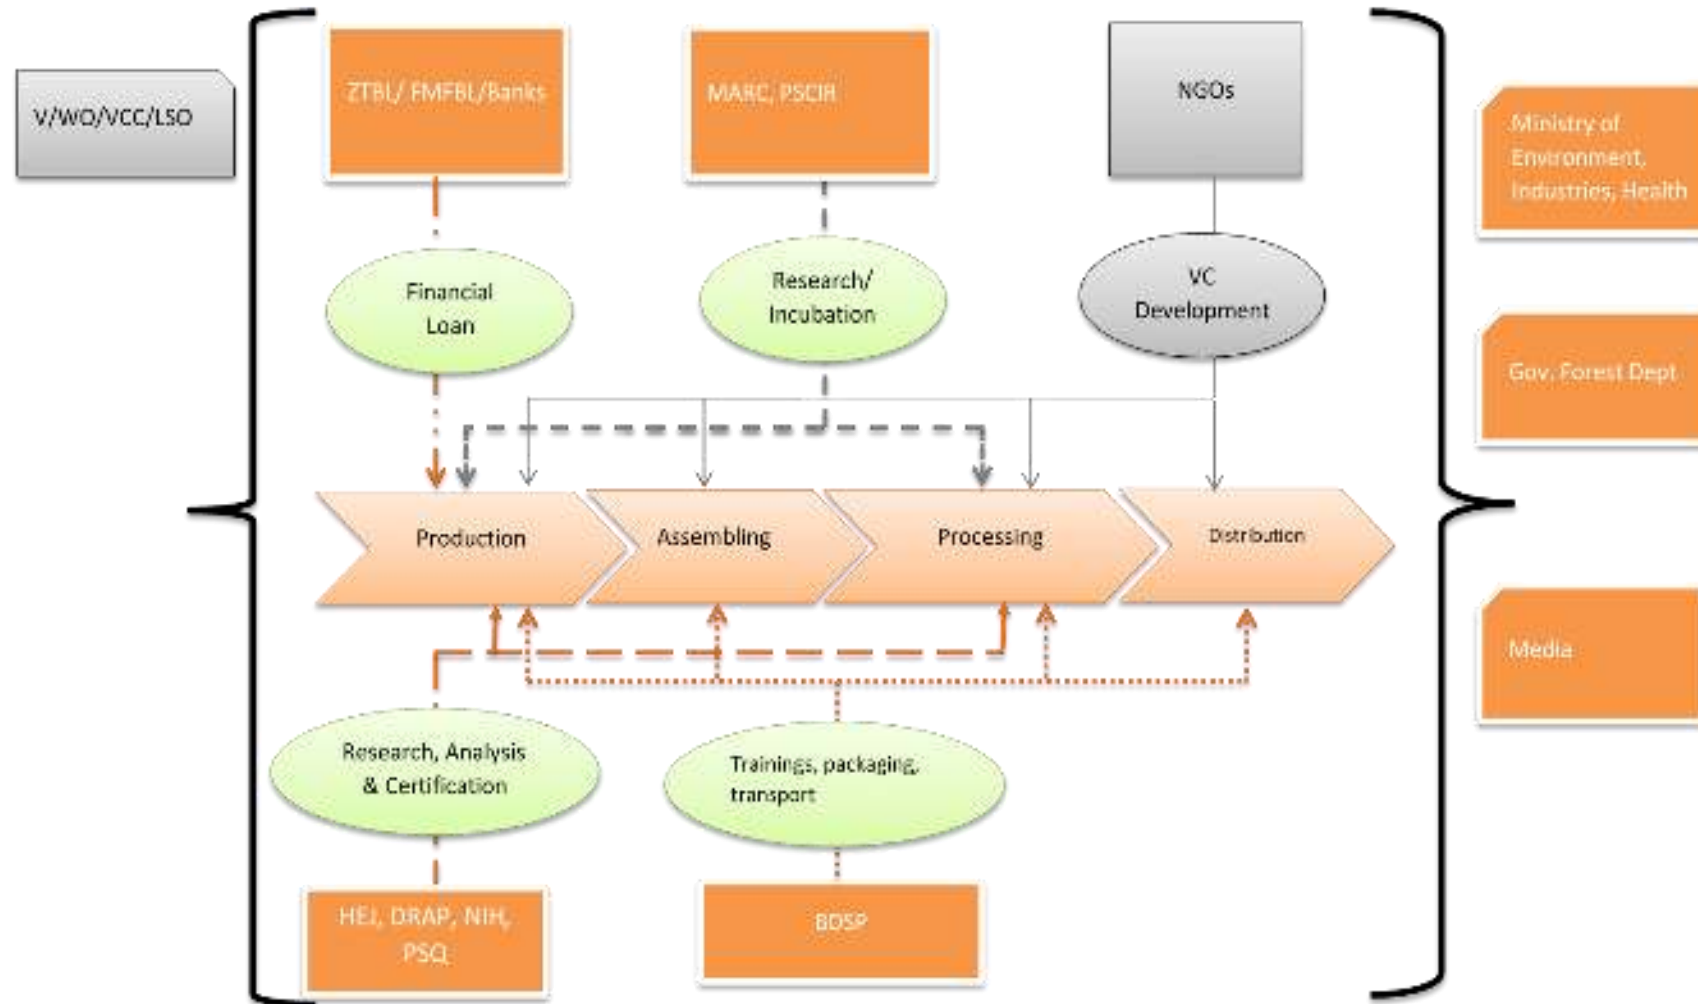 V/WO/VCC/LSO
ZTBL/ FMFBL/Banks
MARC, PSCIR
NGOs
Ministry of
Environment,
Industries, Health
Financial
Loan
Research/
Incubation
VC
Development
Gov. Forest Dept
Production
Assembling
Processing
Distribution
Media
Research, Analysis
& Certification
Trainings, packaging,
transport
HEJ, DRAP, NIH,
PSQ
BDSP